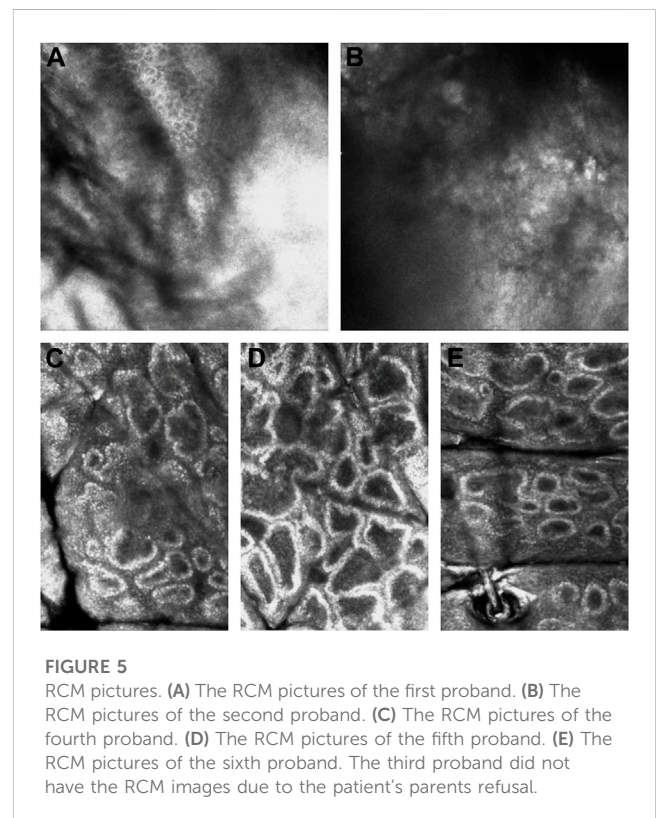 A
B
C
D
E
FIGURE 5
RCM pictures. (A) The RCM pictures of the first proband. (B) The
RCM pictures of the second proband. (C) The RCM pictures of the
fourth proband. (D) The RCM pictures of the fifth proband. (E) The
RCM pictures of the sixth proband. The third proband did not
have the RCM images due to the patient's parents refusal.